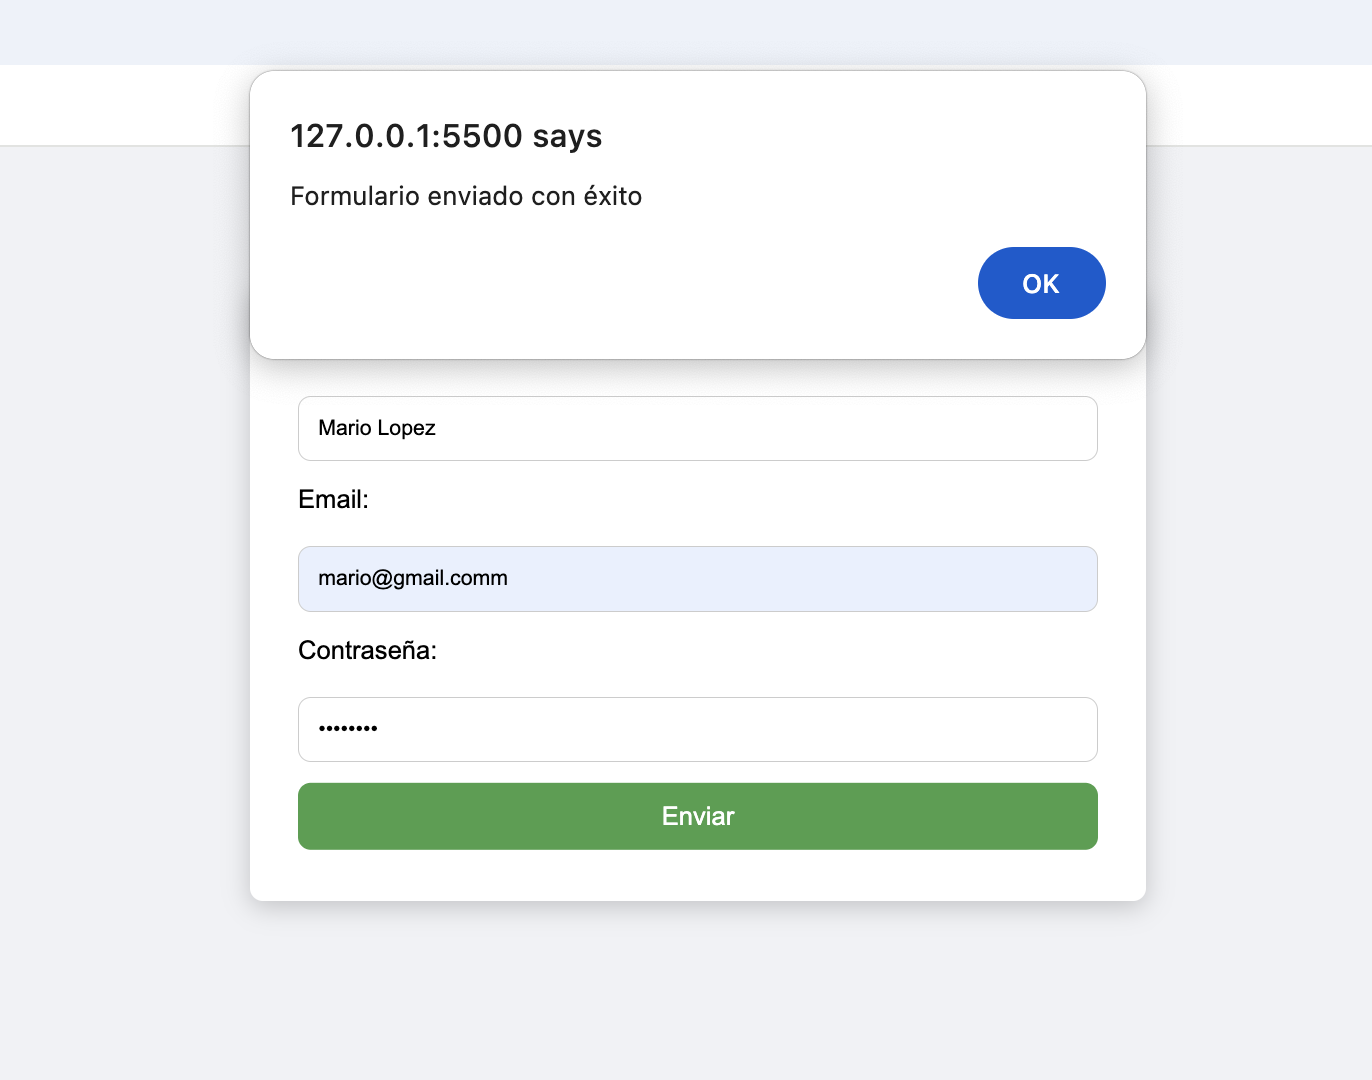 127.0.0.1:5500 says
Formulario enviado con éxito
OK
Mario Lopez
Email:
mario@gmail.comm
Contraseña:
••••••••
Enviar